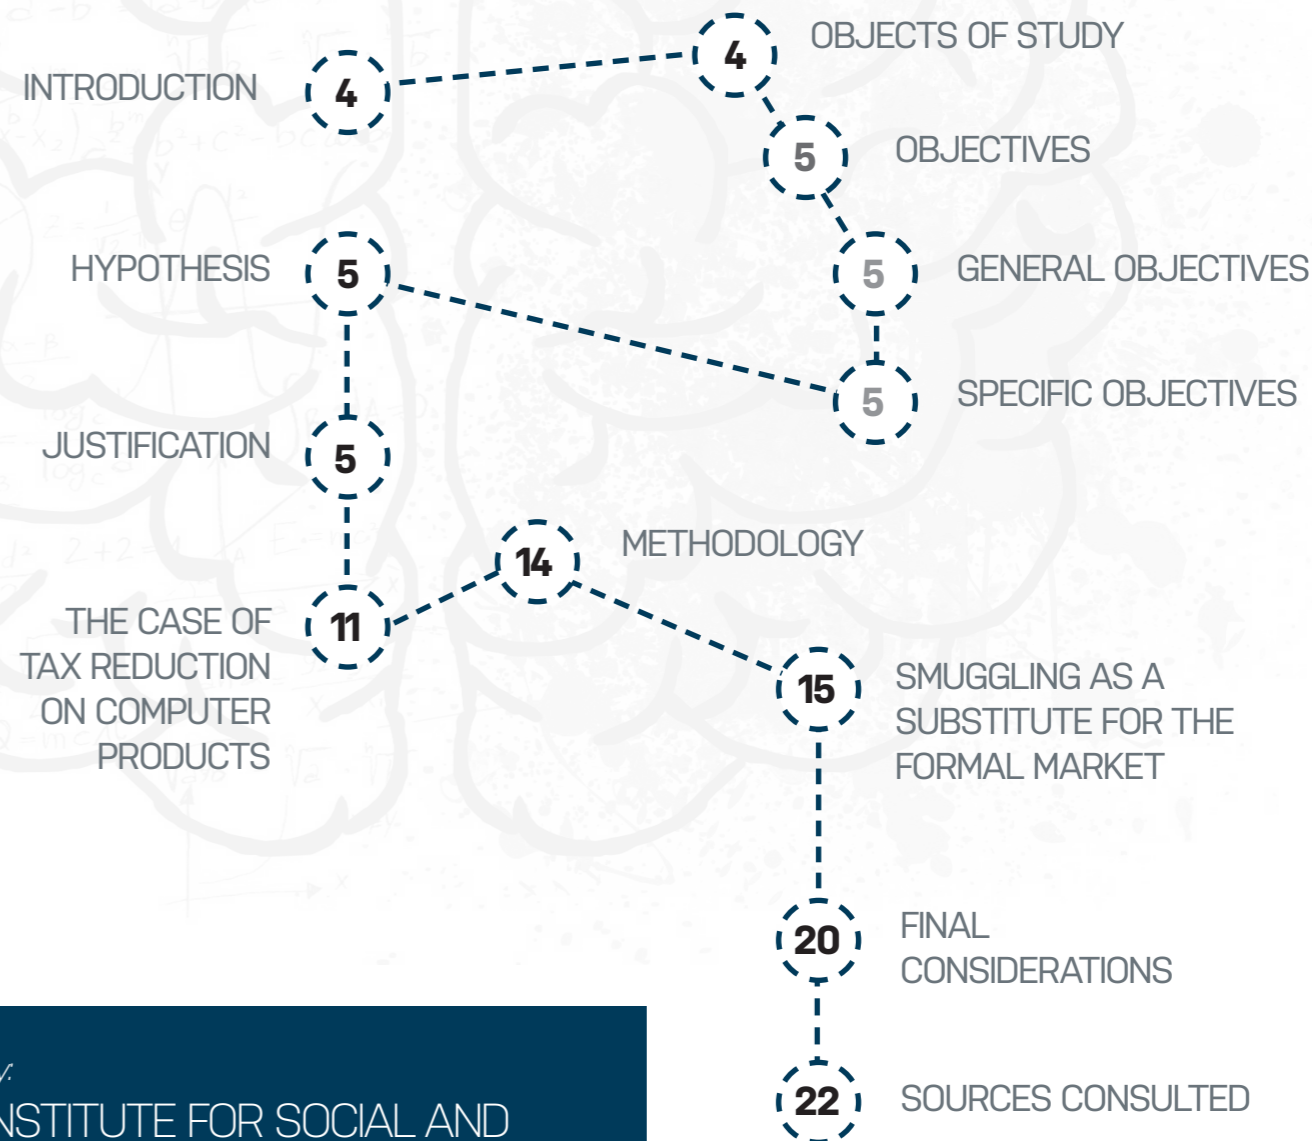 INTRODUCTION
4
4
OBJECTS OF STUDY
5
OBJECTIVES
5
GENERAL OBJECTIVES
5
SPECIFIC OBJECTIVES
HYPOTHESIS
5
JUSTIFICATION
5
THE CASE OF
TAX REDUCTION
ON COMPUTER
PRODUCTS
11
14
METHODOLOGY
15
SMUGGLING AS A
SUBSTITUTE FOR THE
FORMAL MARKET
20
FINAL
CONSIDERATIONS
22
SOURCES CONSULTED
y:
NSTITUTE FOR SOCIAL AND
2+2=